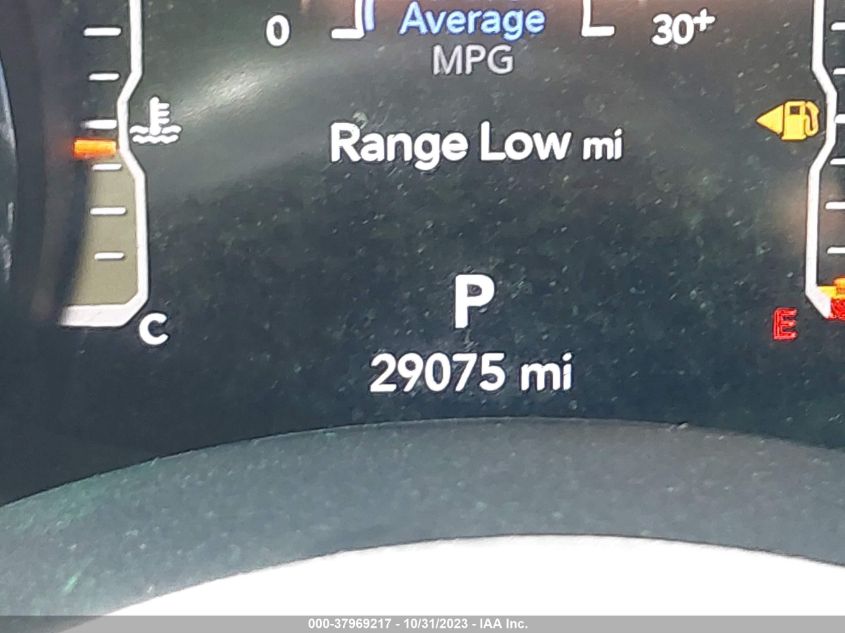 Average
0 30+
MPG
Range Low mi
P
C E
29075 mi
000-37969217 - 10/31/2023 - IAA Inc.